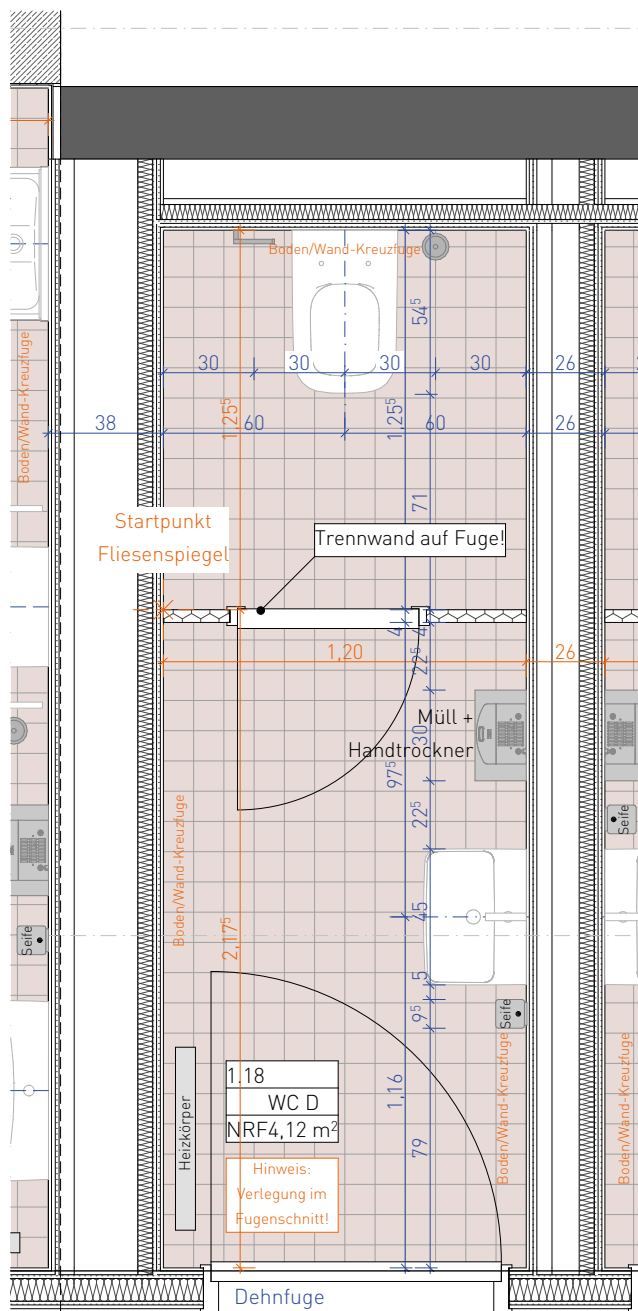 Boden/Wand-Kreuzfuge
54⁵
30
30
30
30
26
Boden/Wand-Kreuzfuge
1,25⁵
1,25⁵
38
60
60
26
71
Startpunkt
Fliesenspiegel
Trennwand auf Fuge!
4
4
1,20
26
22⁵
Müll +
30
Handtrockner
97⁵
22⁵
Seife
Boden/Wand-Kreuzfuge
45
2,17⁵
Seife
5
9⁵
Seife
1.18
WC D
NRF4,12 m²
1,16
Heizkörper
Boden/Wand-Kreuzfuge
Boden/Wand-Kreuzfuge
79
Hinweis:
Verlegung im
Fugenschnitt!
Dehnfuge